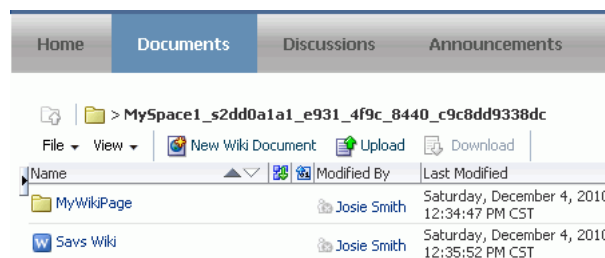 Home Documents Discussions Announcements
> MySpace1_s2dd0a1a1_e931_4f9c_8440_c9c8dd9338dc
File View New Wiki Document Upload Download
Name Modified By Last Modified
MyWikiPage Josie Smith Saturday, December 4, 2010
12:34:47 PM CST
W Savs Wiki Josie Smith Saturday, December 4, 2010
12:35:52 PM CST